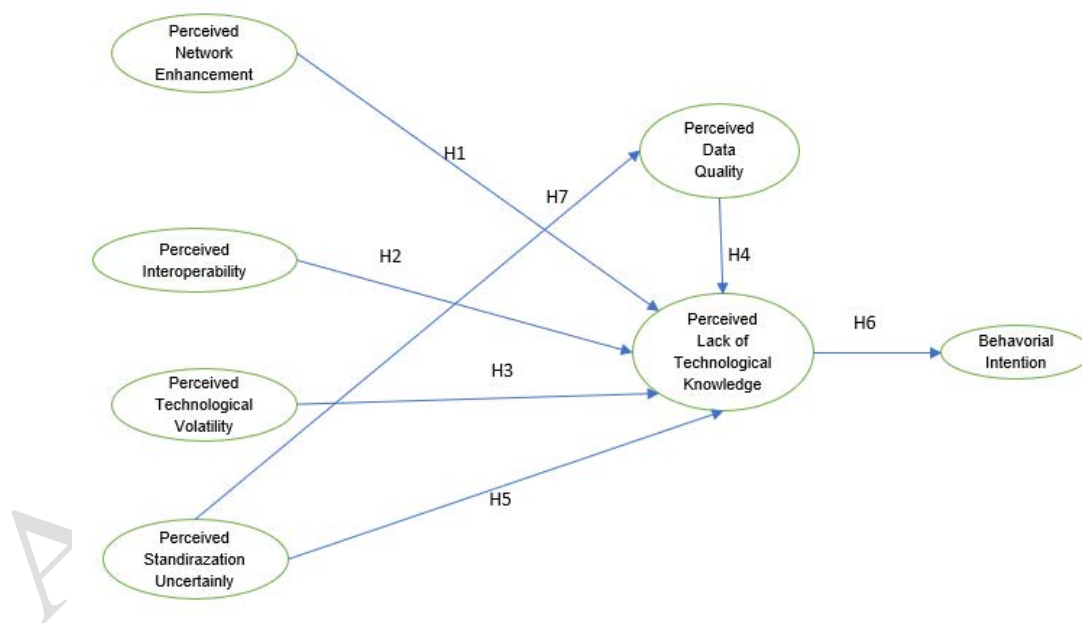 Perceived
Network
Enhancement
H1
Perceived
Data
Quality
H7
H4
Perceived
Interoperability
H2
Perceived
Lack of
Technological
Knowledge
H6
Behavorial
Intention
Perceived
Technological
Volatility
H3
H5
Perceived
Standirazation
Uncertainly
A